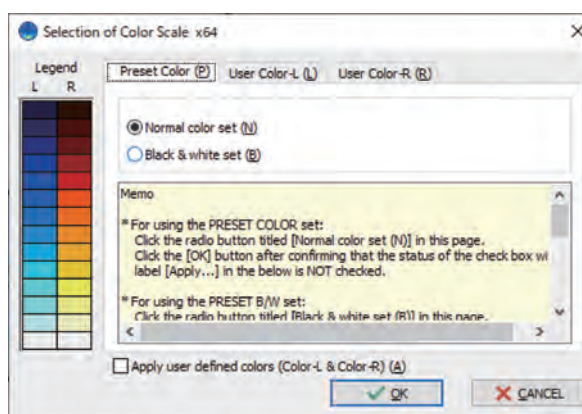 Selection of Color Scale x64
Legend
L R
Preset Color (P) User Color-L (L) User Color-R (R)
Normal color set (N)
Black & white set (B)
Memo
* For using the PRESET COLOR set:
Click the radio button titled [Normal color set (N)] in this page.
Click the [OK] button after confirming that the status of the check box wi
label [Apply...] in the below is NOT checked.
* For using the PRESET B/W set:
Click the radio button titled [Black & white set (B)] in this page.
Apply user defined colors (Color-L & Color-R) (A)
OK CANCEL